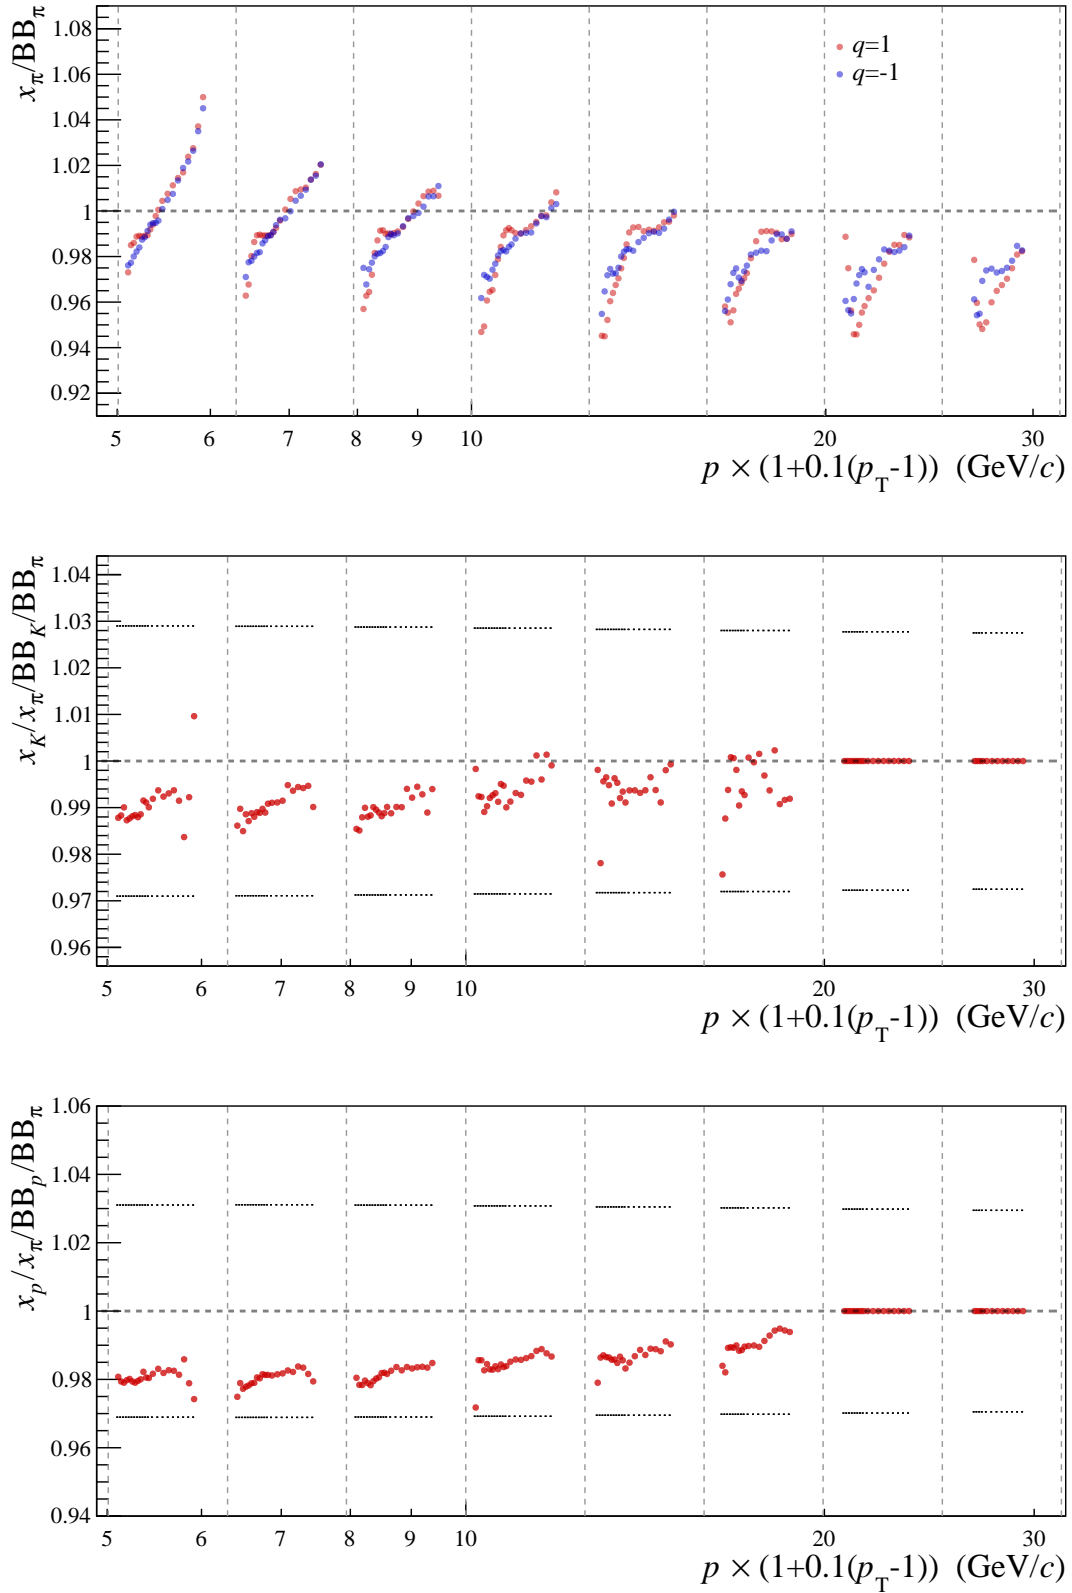 x_π/BB_π
1.08
1.06
1.04
1.02
1
0.98
0.96
0.94
0.92
q=1
q=-1
5 6 7 8 9 10 20 30
p × (1+0.1(p_T-1)) (GeV/c)
x_K/x_π/BB_K/BB_π
1.04
1.03
1.02
1.01
1
0.99
0.98
0.97
0.96
5 6 7 8 9 10 20 30
p × (1+0.1(p_T-1)) (GeV/c)
x_p/x_π/BB_p/BB_π
1.06
1.04
1.02
1
0.98
0.96
0.94
5 6 7 8 9 10 20 30
p × (1+0.1(p_T-1)) (GeV/c)